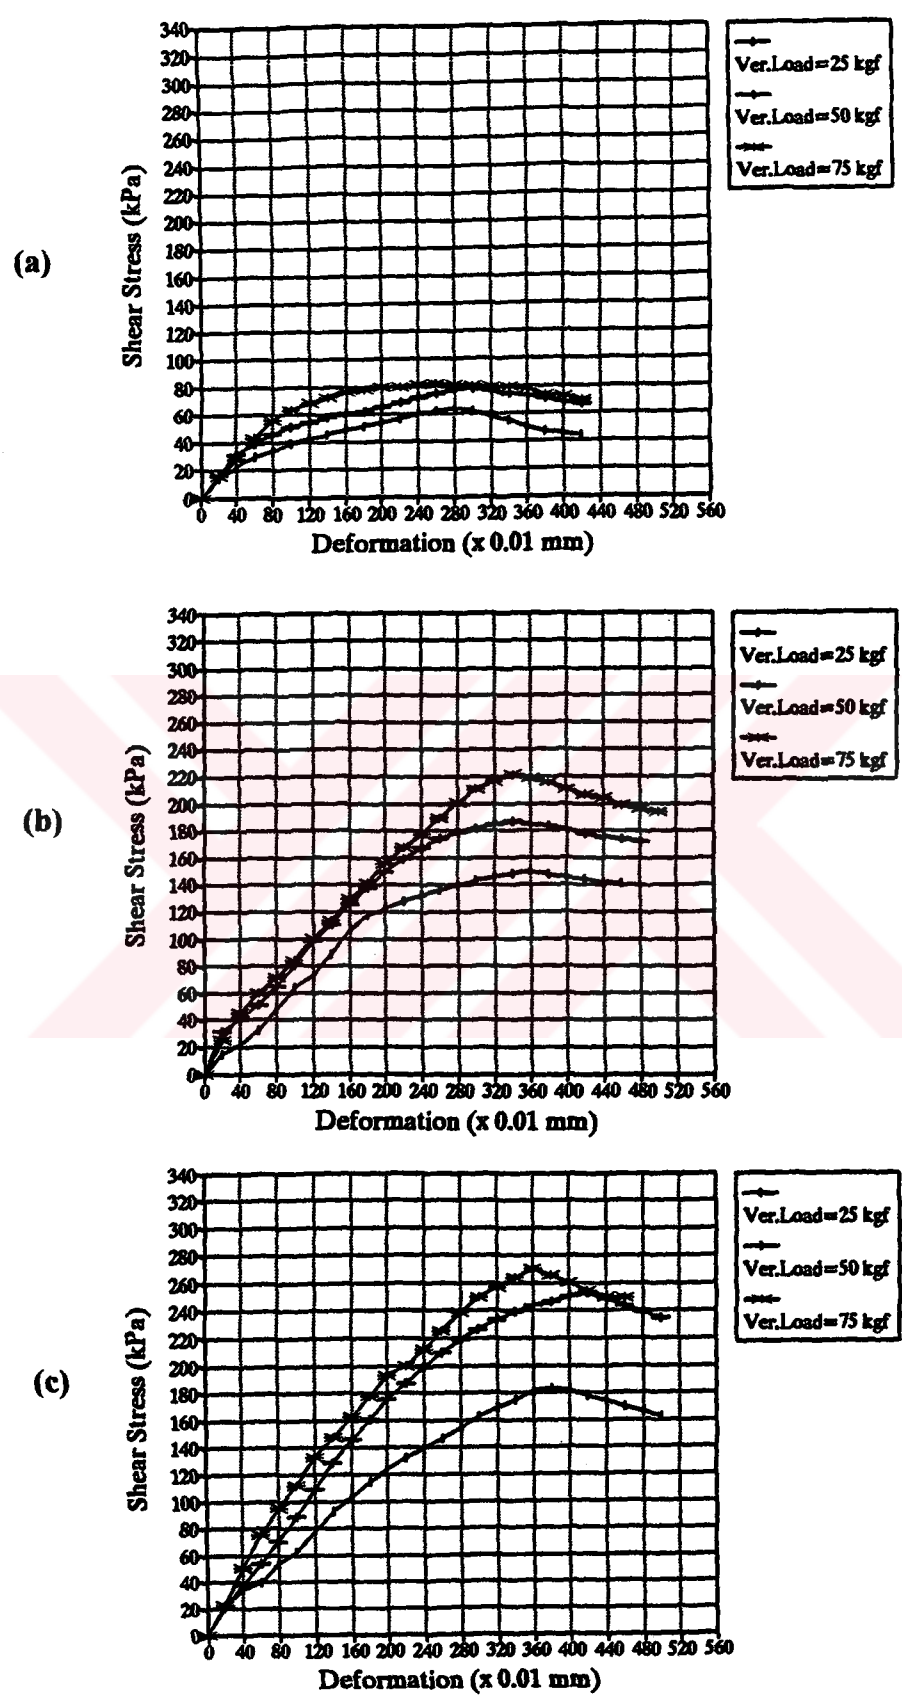 (a)
Shear Stress (kPa)
340
320
300
280
260
240
220
200
180
160
140
120
100
80
60
40
20
0
0 40 80 120 160 200 240 280 320 360 400 440 480 520 560
Deformation (x 0.01 mm)
Ver.Load=25 kgf
Ver.Load=50 kgf
Ver.Load=75 kgf
(b)
Shear Stress (kPa)
340
320
300
280
260
240
220
200
180
160
140
120
100
80
60
40
20
0
0 40 80 120 160 200 240 280 320 360 400 440 480 520 560
Deformation (x 0.01 mm)
Ver.Load=25 kgf
Ver.Load=50 kgf
Ver.Load=75 kgf
(c)
Shear Stress (kPa)
340
320
300
280
260
240
220
200
180
160
140
120
100
80
60
40
20
0
0 40 80 120 160 200 240 280 320 360 400 440 480 520 560
Deformation (x 0.01 mm)
Ver.Load=25 kgf
Ver.Load=50 kgf
Ver.Load=75 kgf